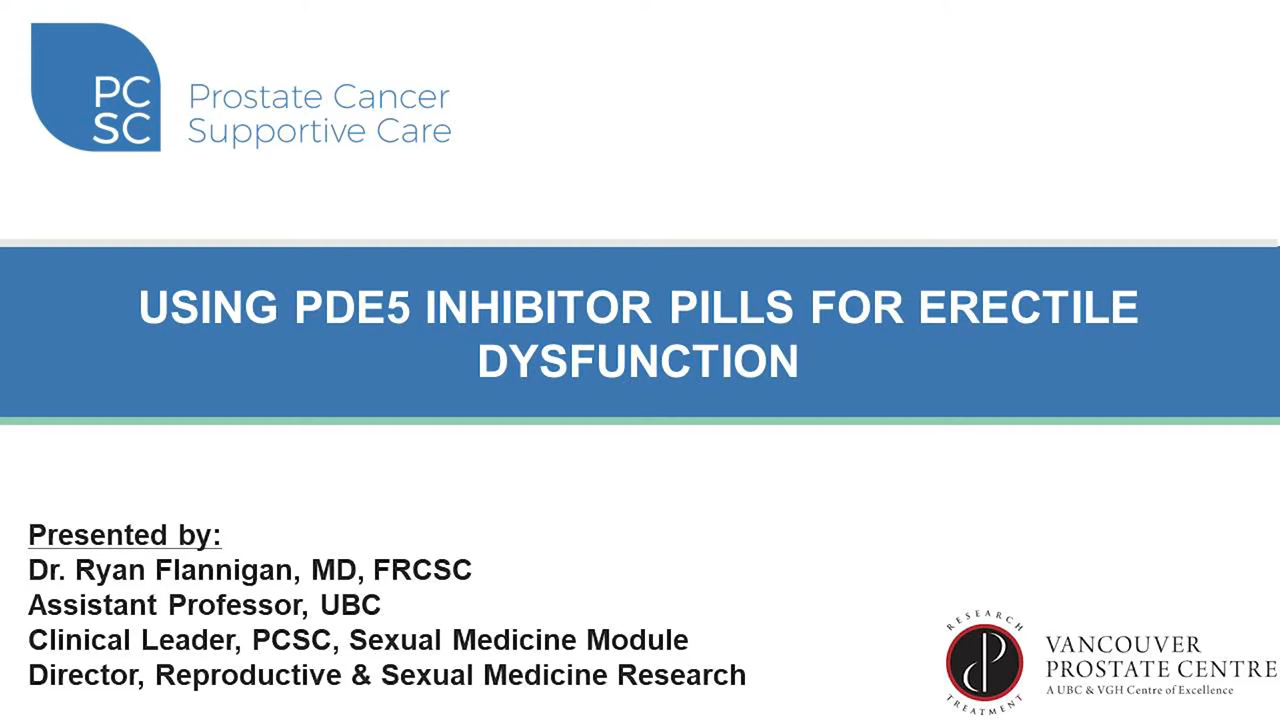 PC
SC
Prostate Cancer
Supportive Care
USING PDE5 INHIBITOR PILLS FOR ERECTILE
DYSFUNCTION
Presented by:
Dr. Ryan Flannigan, MD, FRCSC
Assistant Professor, UBC
Clinical Leader, PCSC, Sexual Medicine Module
Director, Reproductive & Sexual Medicine Research
RESEARCH
TREATMENT
VANCOUVER
PROSTATE CENTRE
A UBC & VGH Centre of Excellence